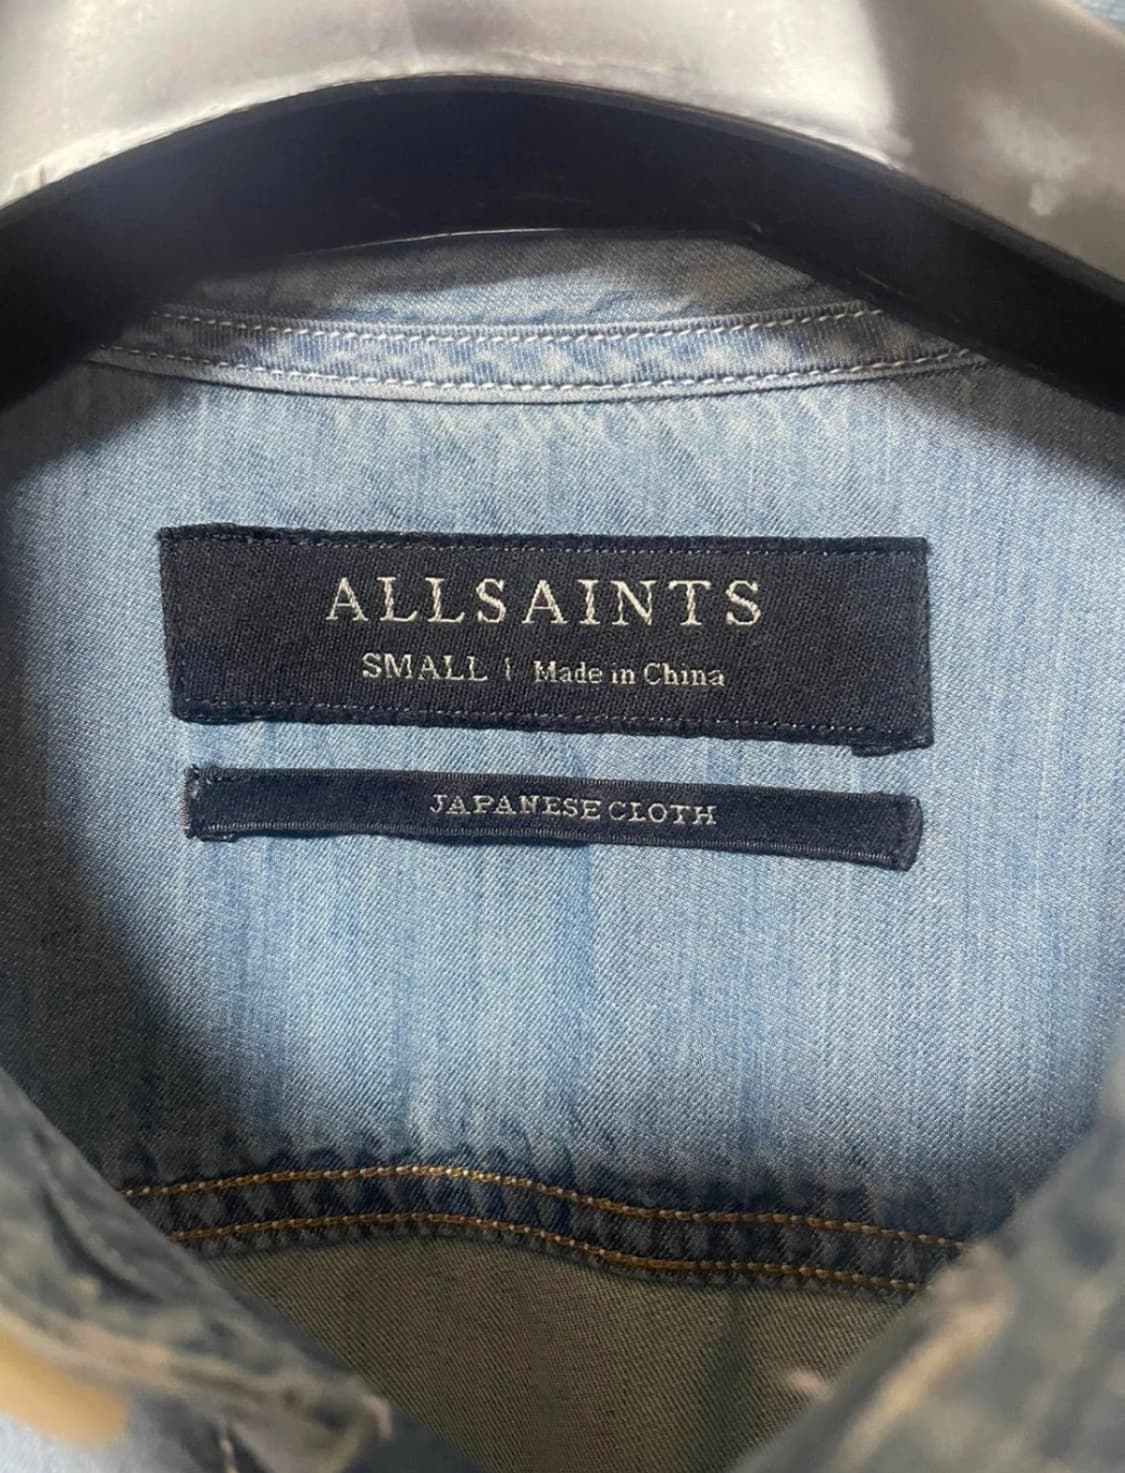 ALLSAINTS
SMALL | Made in China
JAPANESE CLOTH